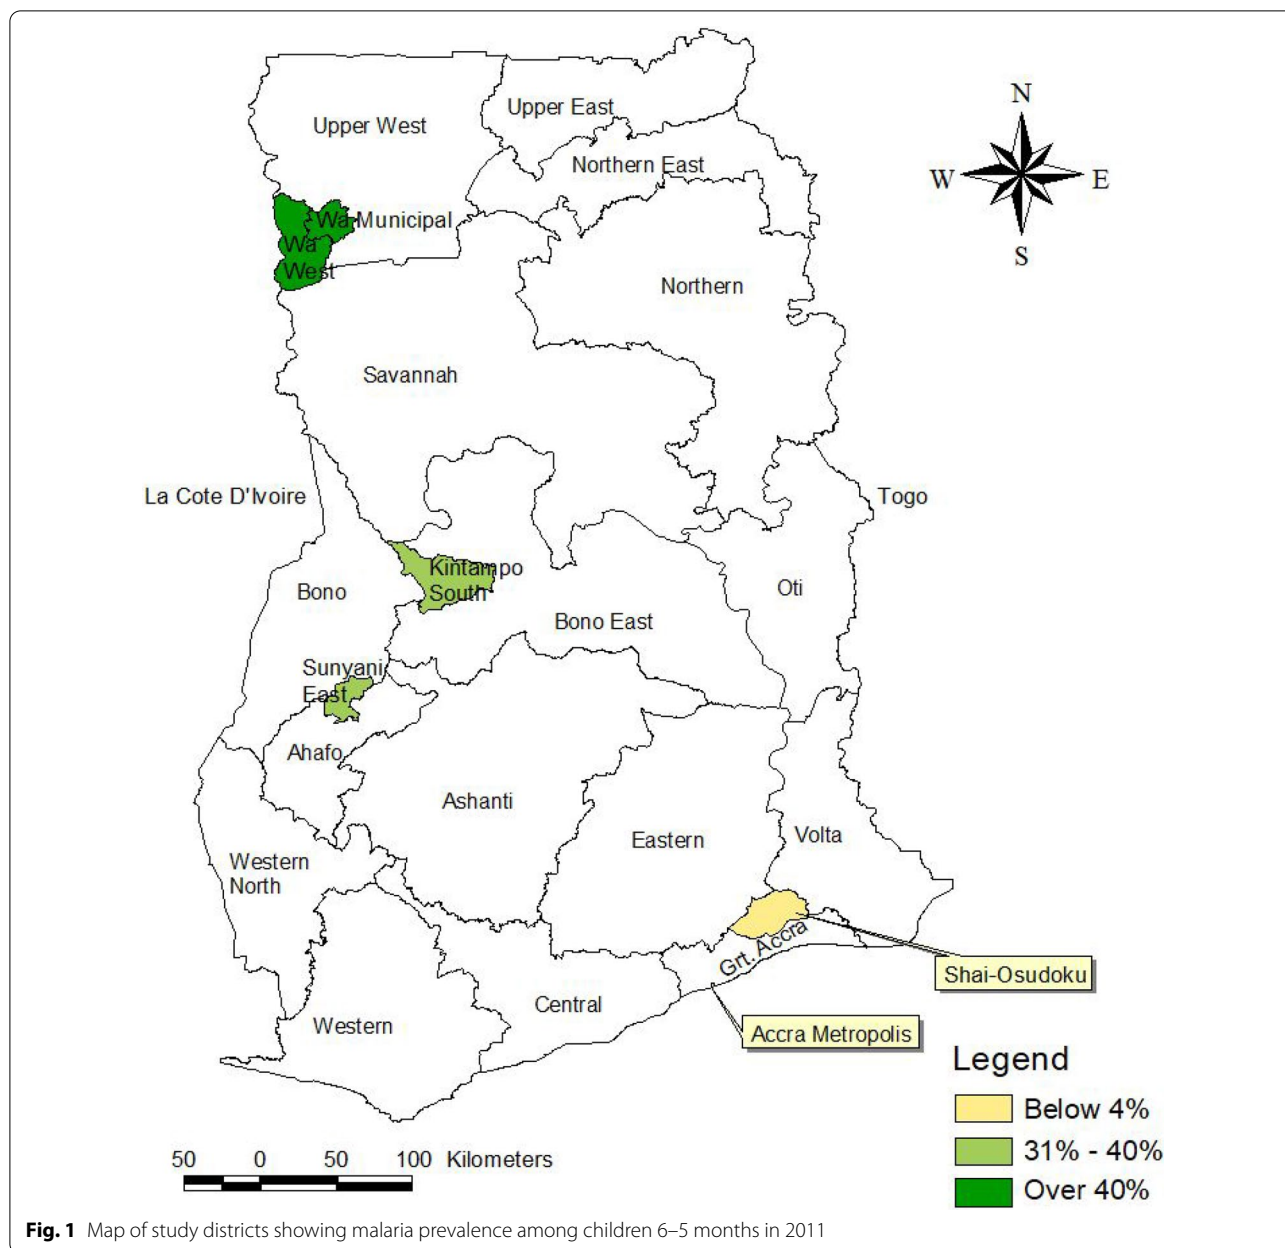 Upper East
Upper West
Northern East
N
W
E
S
Wa Municipal
Wa
West
Northern
Savannah
La Cote D'Ivoire
Togo
Kintampo
South
Bono
Oti
Bono East
Sunyani
East
Ahafo
Ashanti
Eastern
Volta
Western
North
Grt. Accra
Shai-Osudoku
Central
Western
Accra Metropolis
Legend
Below 4%
31% - 40%
Over 40%
50 0 50 100 Kilometers
Fig. 1 Map of study districts showing malaria prevalence among children 6–5 months in 2011